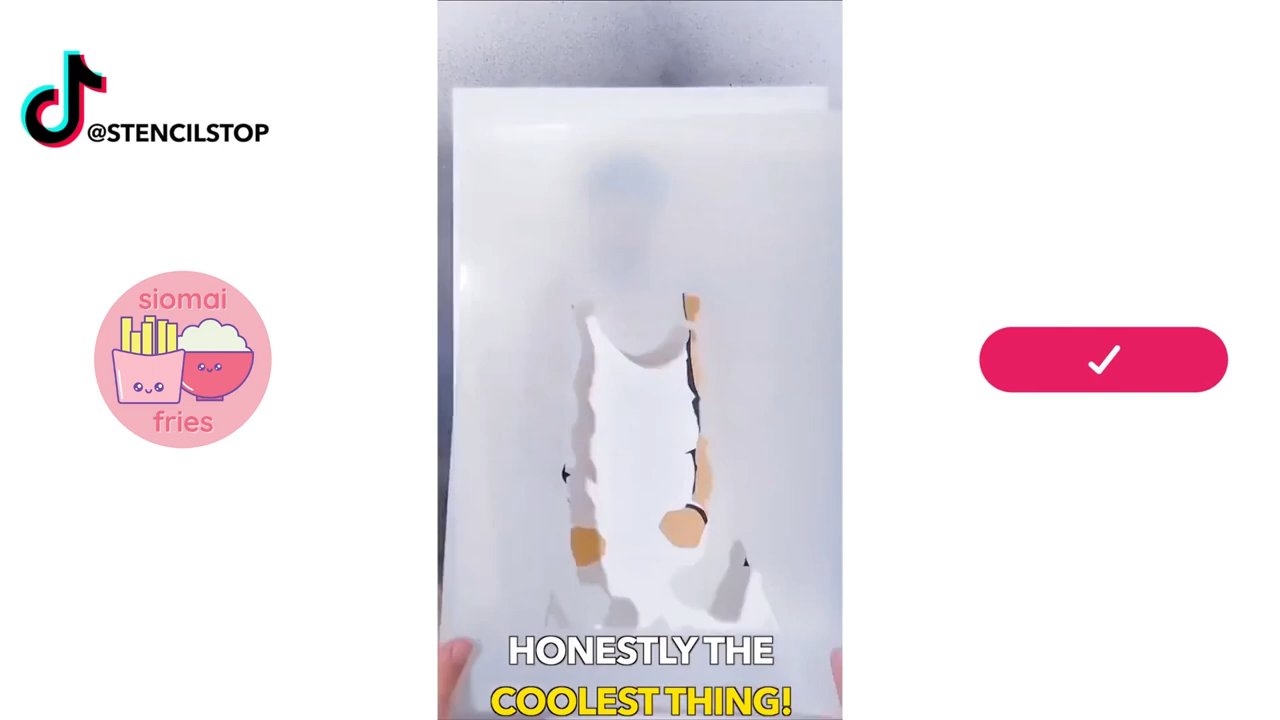 @STENCILSTOP
siomai
fries
HONESTLY THE
COOLEST THING!